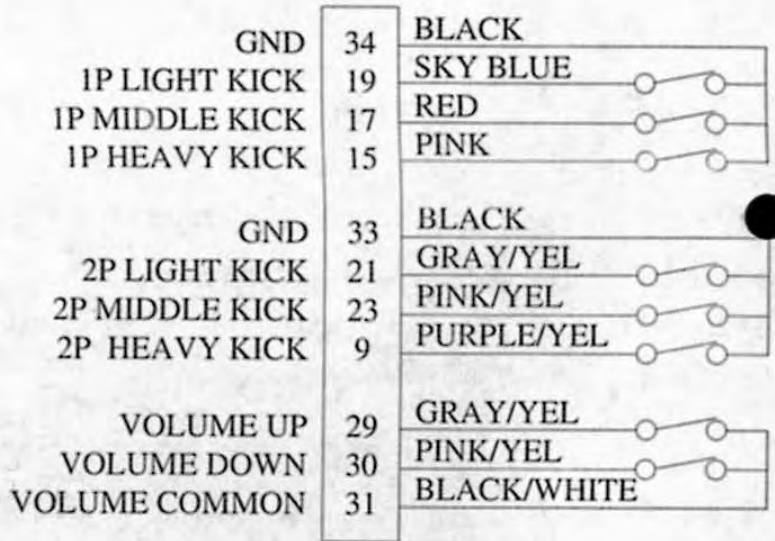 GND 34 BLACK
1P LIGHT KICK 19 SKY BLUE
1P MIDDLE KICK 17 RED
1P HEAVY KICK 15 PINK
GND 33 BLACK
2P LIGHT KICK 21 GRAY/YEL
2P MIDDLE KICK 23 PINK/YEL
2P HEAVY KICK 9 PURPLE/YEL
VOLUME UP 29 GRAY/YEL
VOLUME DOWN 30 PINK/YEL
VOLUME COMMON 31 BLACK/WHITE